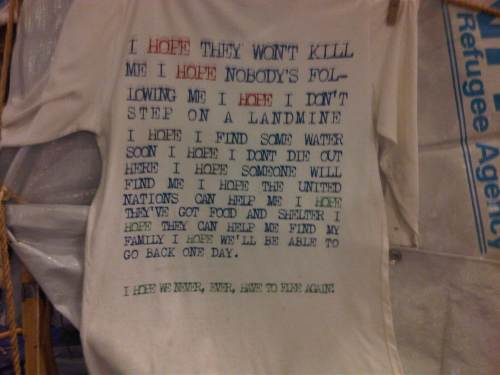 I HOPE THEY WON'T KILL
ME I HOPE NOBODY'S FOL-
LOWING ME I HOPE I DON'T
STEP ON A LANDMINE
I HOPE I FIND SOME WATER
SOON I HOPE I DONT DIE OUT
HERE I HOPE SOMEONE WILL
FIND ME I HOPE THE UNITED
NATIONS CAN HELP ME I HOPE
THEY'VE GOT FOOD AND SHELTER I
HOPE THEY CAN HELP ME FIND MY
FAMILY I HOPE WE'LL BE ABLE TO
GO BACK ONE DAY.
I HOPE WE NEVER, EVER, HAVE TO FLEE AGAIN!
Refugee Agency